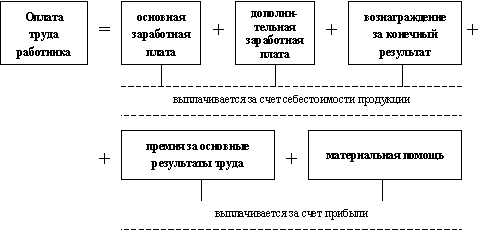 Оплата
труда
работника
=
основная
заработная
плата
+
дополни-
тельная
заработная
плата
+
вознаграждение
за конечный
результат
+
выплачивается за счет себестоимости продукции
+
премия за основные
результаты труда
+
материальная помощь
выплачивается за счет прибыли